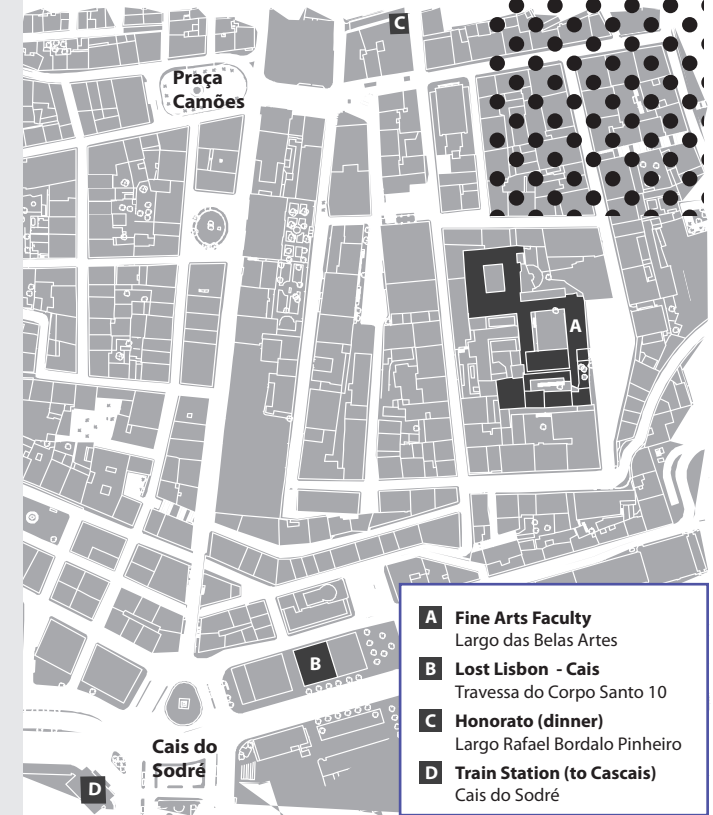 C
Praça
Camões
A
B
Cais do
Sodré
D
A Fine Arts Faculty
Largo das Belas Artes
B Lost Lisbon - Cais
Travessa do Corpo Santo 10
C Honorato (dinner)
Largo Rafael Bordalo Pinheiro
D Train Station (to Cascais)
Cais do Sodré